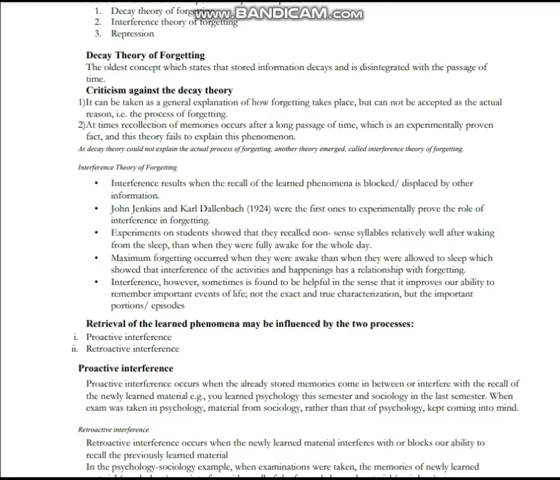 1. Decay theory of forgetting
www.BANDICAM.com
2. Interference theory of forgetting
3. Repression
Decay Theory of Forgetting
The oldest concept which states that stored information decays and is disintegrated with the passage of
time.
Criticism against the decay theory
1)It can be taken as a general explanation of how forgetting takes place, but can not be accepted as the actual
reason, i.e. the process of forgetting.
2)At times recollection of memories occurs after a long passage of time, which is an experimentally proven
fact, and this theory fails to explain this phenomenon.
As decay theory could not explain the actual process of forgetting, another theory emerged, called interference theory of forgetting.
Interference Theory of Forgetting
• Interference results when the recall of the learned phenomena is blocked/ displaced by other
information.
• John Jenkins and Karl Dallenbach (1924) were the first ones to experimentally prove the role of
interference in forgetting.
• Experiments on students showed that they recalled non- sense syllables relatively well after waking
from the sleep, than when they were fully awake for the whole day.
• Maximum forgetting occurred when they were awake than when they were allowed to sleep which
showed that interference of the activities and happenings has a relationship with forgetting.
• Interference, however, sometimes is found to be helpful in the sense that it improves our ability to
remember important events of life; not the exact and true characterization, but the important
portions/ episodes
Retrieval of the learned phenomena may be influenced by the two processes:
i. Proactive interference
ii. Retroactive interference
Proactive interference
Proactive interference occurs when the already stored memories come in between or interfere with the recall of
the newly learned material e.g., you learned psychology this semester and sociology in the last semester. When
exam was taken in psychology, material from sociology, rather than that of psychology, kept coming into mind.
Retroactive interference
Retroactive interference occurs when the newly learned material interferes with or blocks our ability to
recall the previously learned material
In the psychology-sociology example, when examinations were taken, the memories of newly learned